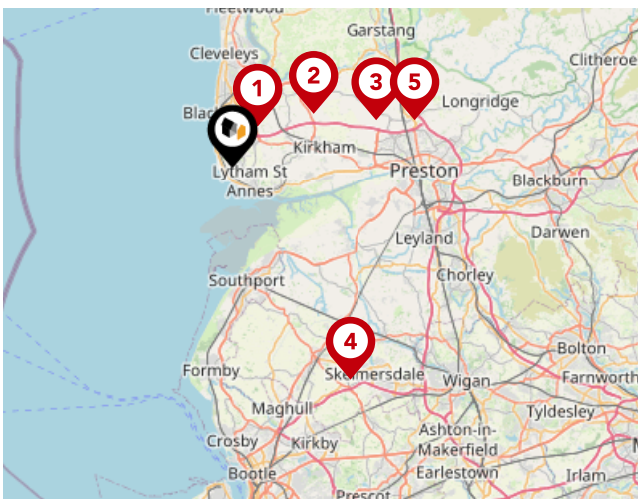 Fleetwood
Garstang
Cleveleys
Clitheroe
1
2
3
5
Longridge
Kirkham
Preston
Lytham St
Annes
Blackburn
Leyland
Darwen
Southport
Chorley
4
Bolton
Formby
Skelmersdale
Wigan
Farnworth
Maghull
Tyldesley
Crosby
Kirkby
Ashton-in-
Makerfield
Bootle
Earlestown
Irlam
Prescot